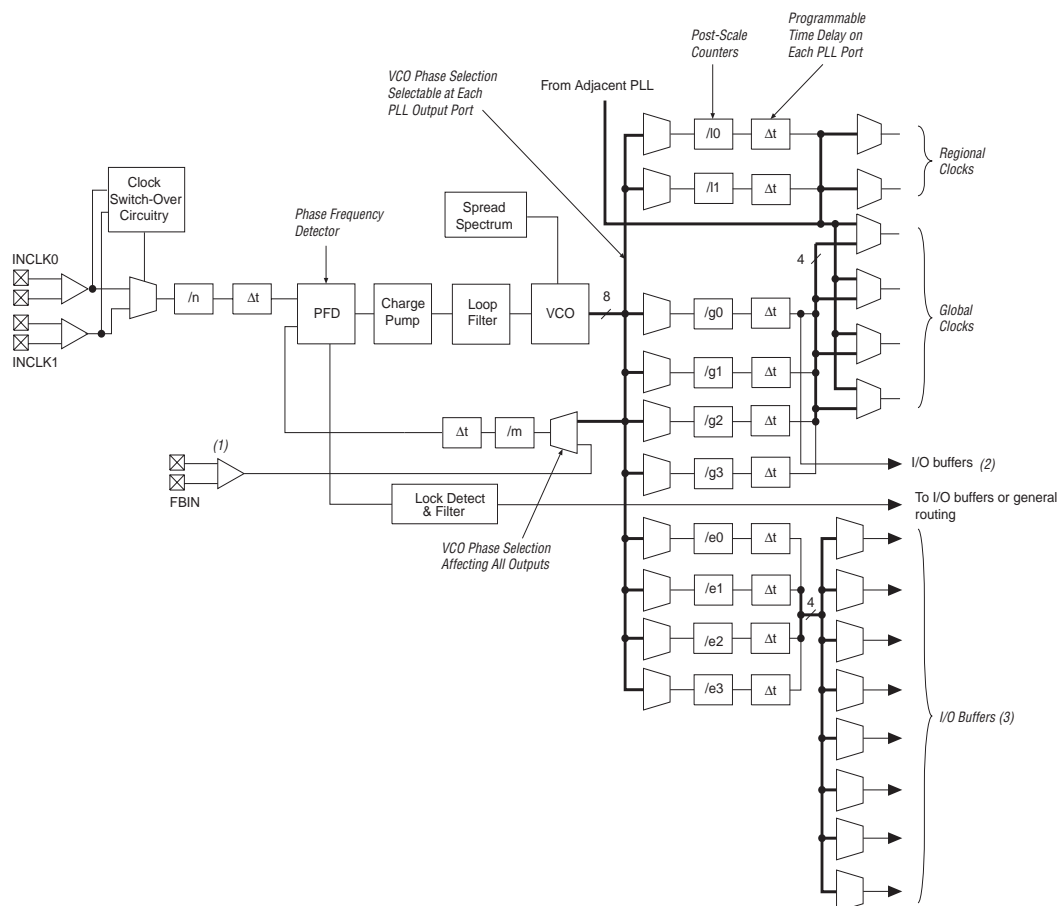 Post-Scale
Counters
Programmable
Time Delay on
Each PLL Port
VCO Phase Selection
Selectable at Each
PLL Output Port
From Adjacent PLL
/l0
Δt
/l1
Δt
Regional
Clocks
Clock
Switch-Over
Circuitry
Phase Frequency
Detector
Spread
Spectrum
INCLK0
INCLK1
/n
Δt
PFD
Charge
Pump
Loop
Filter
VCO
8
4
/g0
Δt
/g1
Δt
/g2
Δt
/g3
Δt
Global
Clocks
Δt
/m
(1)
FBIN
I/O buffers (2)
Lock Detect
& Filter
To I/O buffers or general
routing
VCO Phase Selection
Affecting All Outputs
/e0
Δt
/e1
Δt
4
/e2
Δt
/e3
Δt
I/O Buffers (3)